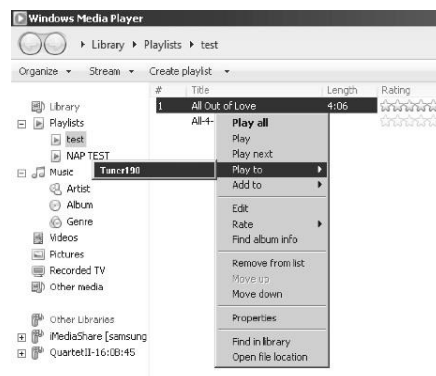 Windows Media Player
Library Playlists test
Organize Stream Create playlist
# Title Length Rating
Library
1 All Out of Love 4:06
Playlists
All-4-
test
NAP TEST
Music
Artist
Album
Genre
Videos
Pictures
Recorded TV
Other media
Other Libraries
iMediaShare [samsung
QuartetII-16:08:45
Tuner190
Play all
Play
Play next
Play to
Add to
Edit
Rate
Find album info
Remove from list
Move up
Move down
Properties
Find in library
Open file location